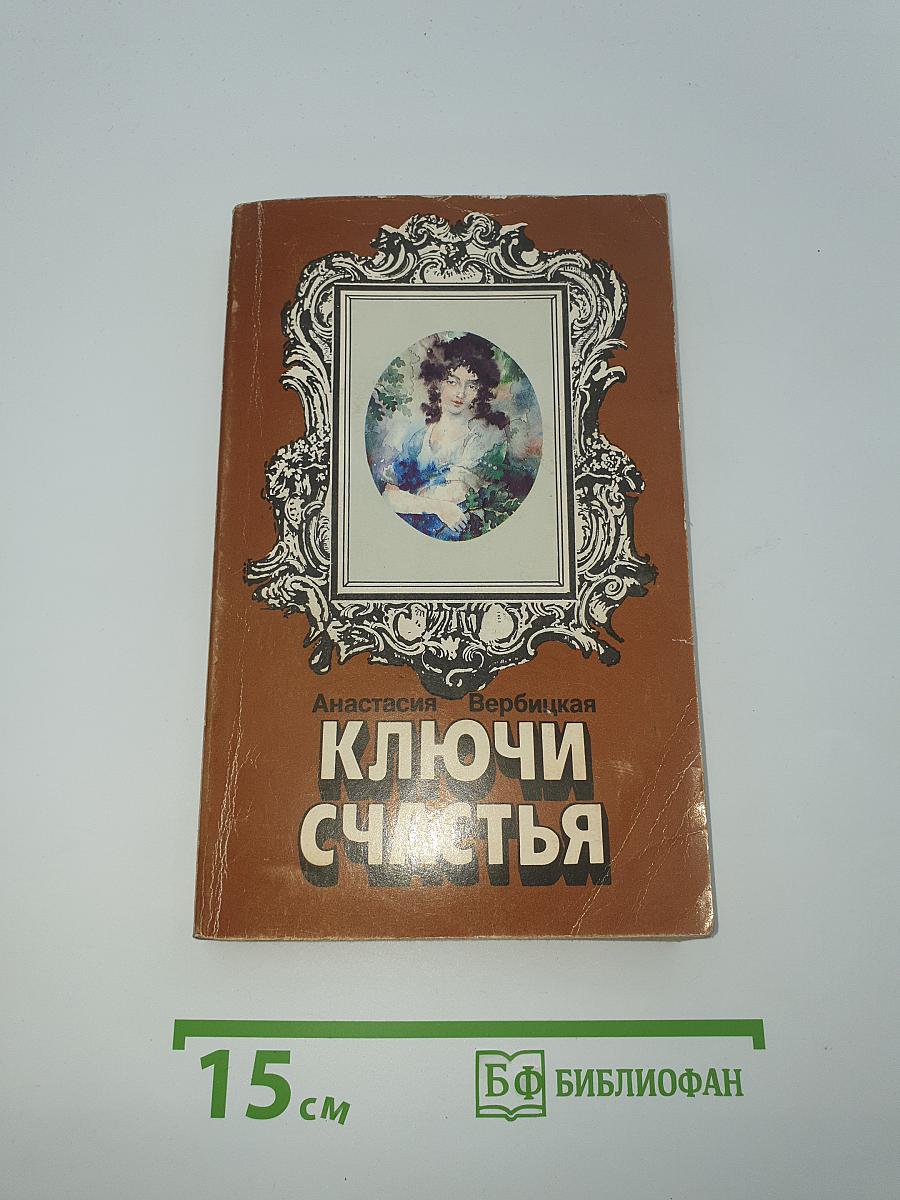 Анастасия Вербицкая
КЛЮЧИ
СЧАСТЬЯ
15 см
БФ БИБЛИОФАН